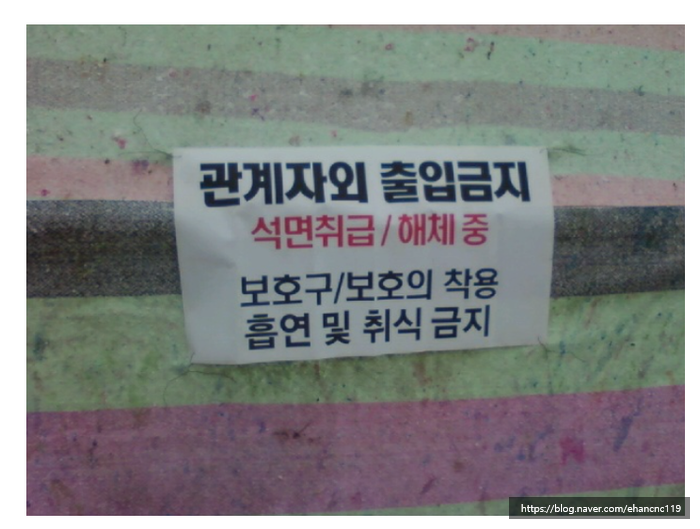 관계자외 출입금지
석면취급 / 해체 중
보호구/보호의 착용
흡연 및 취식 금지
https://blog.naver.com/ehancnc119